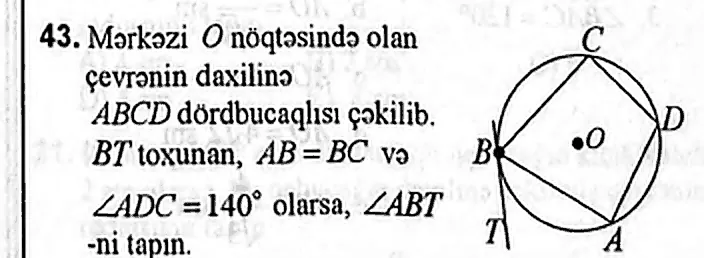 43. Mərkəzi O nöqtəsində olan
çevrənin daxilinə
ABCD dördbucaqlısı çəkilib.
BT toxunan, AB = BC və
∠ADC = 140° olarsa, ∠ABT
-ni tapın.
C
D
O
B
T
A